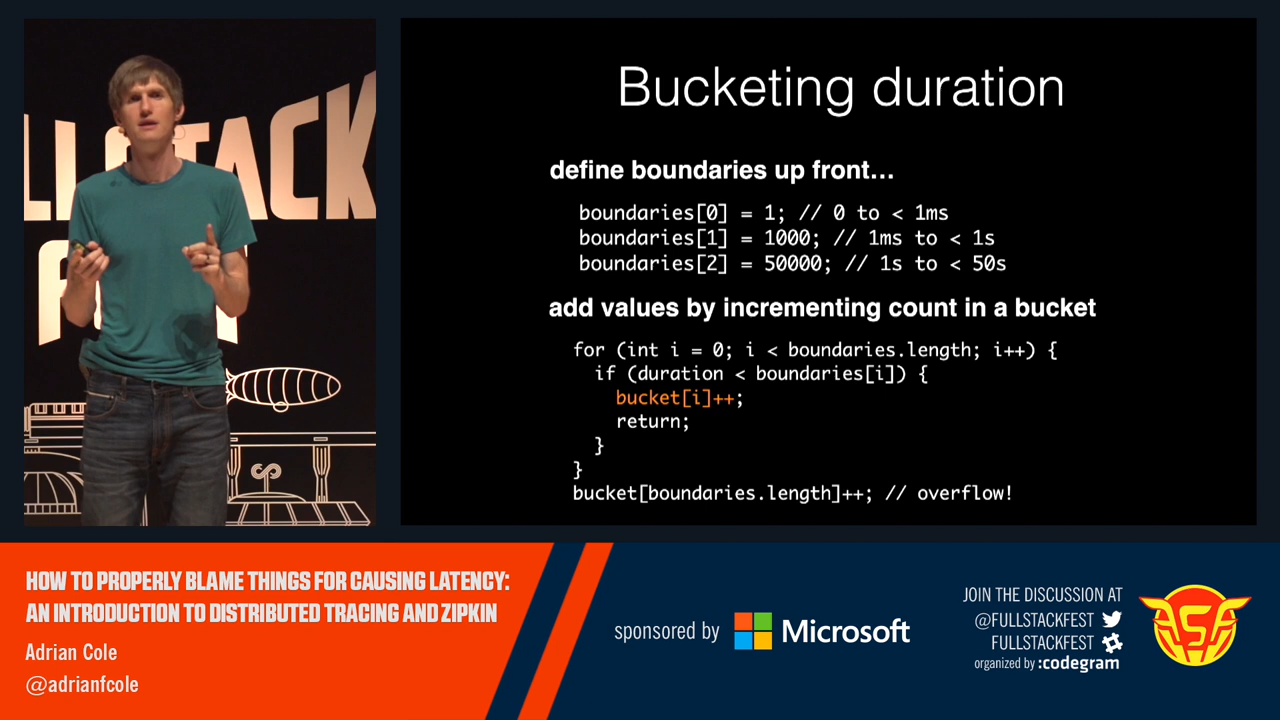 LL STACK
Bucketing duration
define boundaries up front…
boundaries[0] = 1; // 0 to < 1ms
boundaries[1] = 1000; // 1ms to < 1s
boundaries[2] = 50000; // 1s to < 50s
add values by incrementing count in a bucket
for (int i = 0; i < boundaries.length; i++) {
if (duration < boundaries[i]) {
bucket[i]++;
return;
}
}
bucket[boundaries.length]++; // overflow!
HOW TO PROPERLY BLAME THINGS FOR CAUSING LATENCY:
AN INTRODUCTION TO DISTRIBUTED TRACING AND ZIPKIN
Adrian Cole
@adrianfcole
sponsored by Microsoft
JOIN THE DISCUSSION AT
@FULLSTACKFEST
FULLSTACKFEST
organized by :codegram
FSF